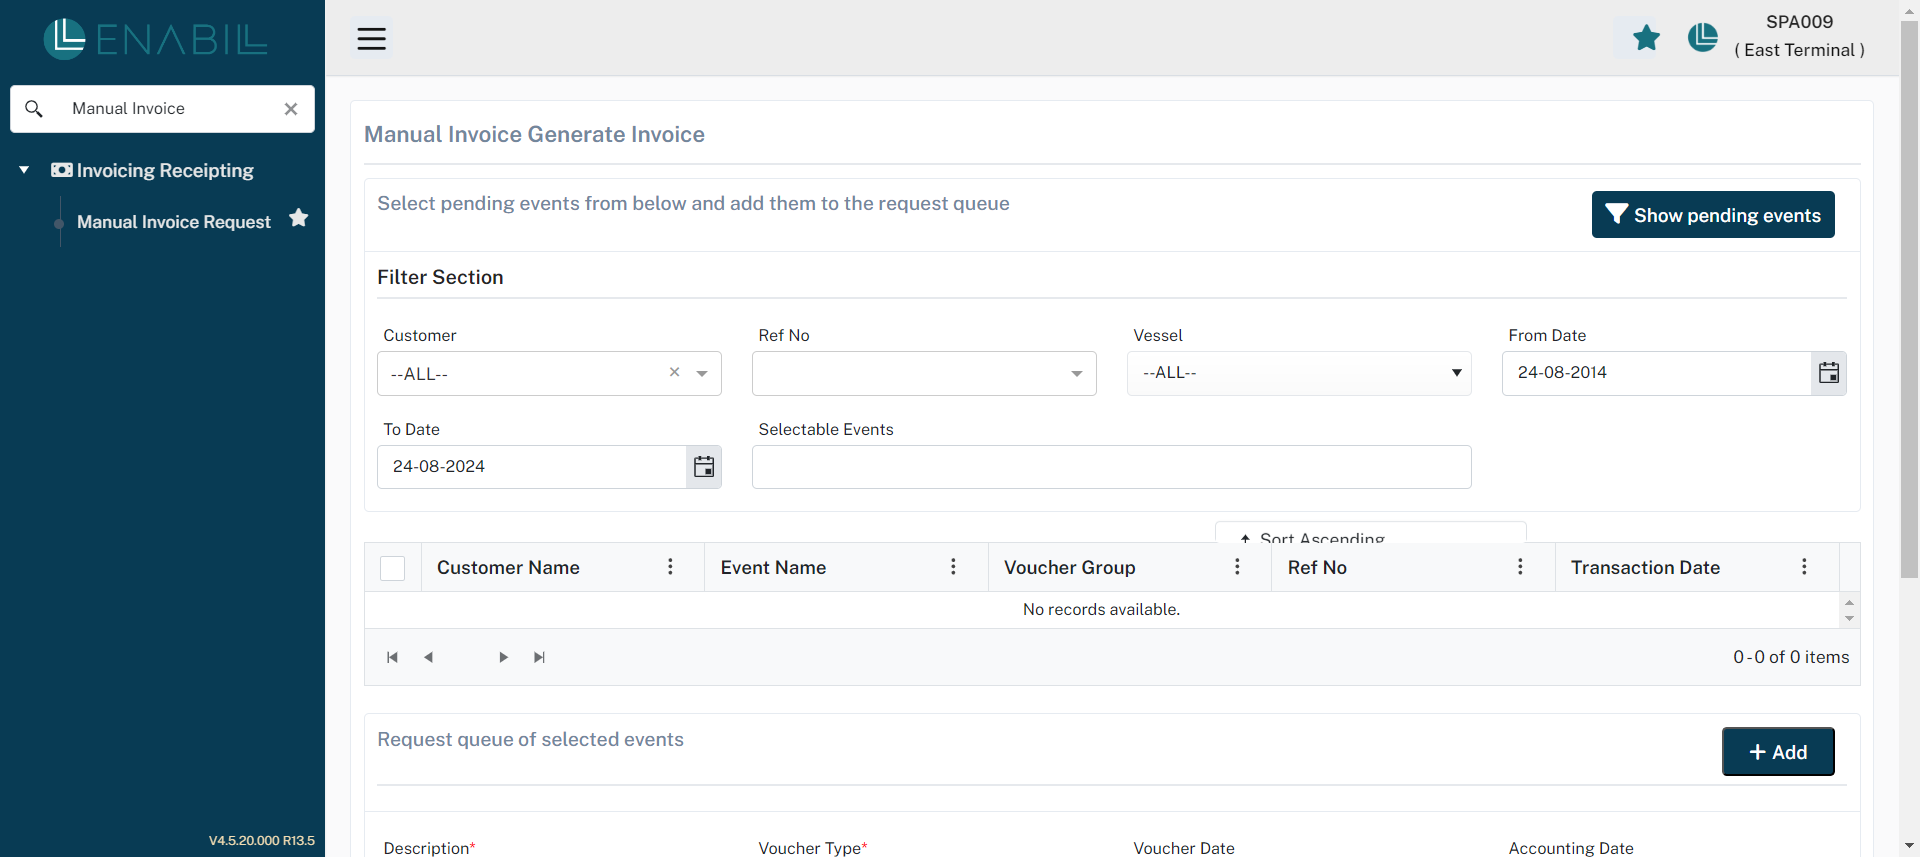 ENABILL
SPA009
( East Terminal )
Manual Invoice
Invoicing Receipting
Manual Invoice Request
Manual Invoice Generate Invoice
Select pending events from below and add them to the request queue
Show pending events
Filter Section
Customer
Ref No
Vessel
From Date
--ALL--
--ALL--
24-08-2014
To Date
Selectable Events
24-08-2024
Sort Ascending
Customer Name
Event Name
Voucher Group
Ref No
Transaction Date
No records available.
0 - 0 of 0 items
Request queue of selected events
+ Add
Description*
Voucher Type*
Voucher Date
Accounting Date
V4.5.20.000 R13.5